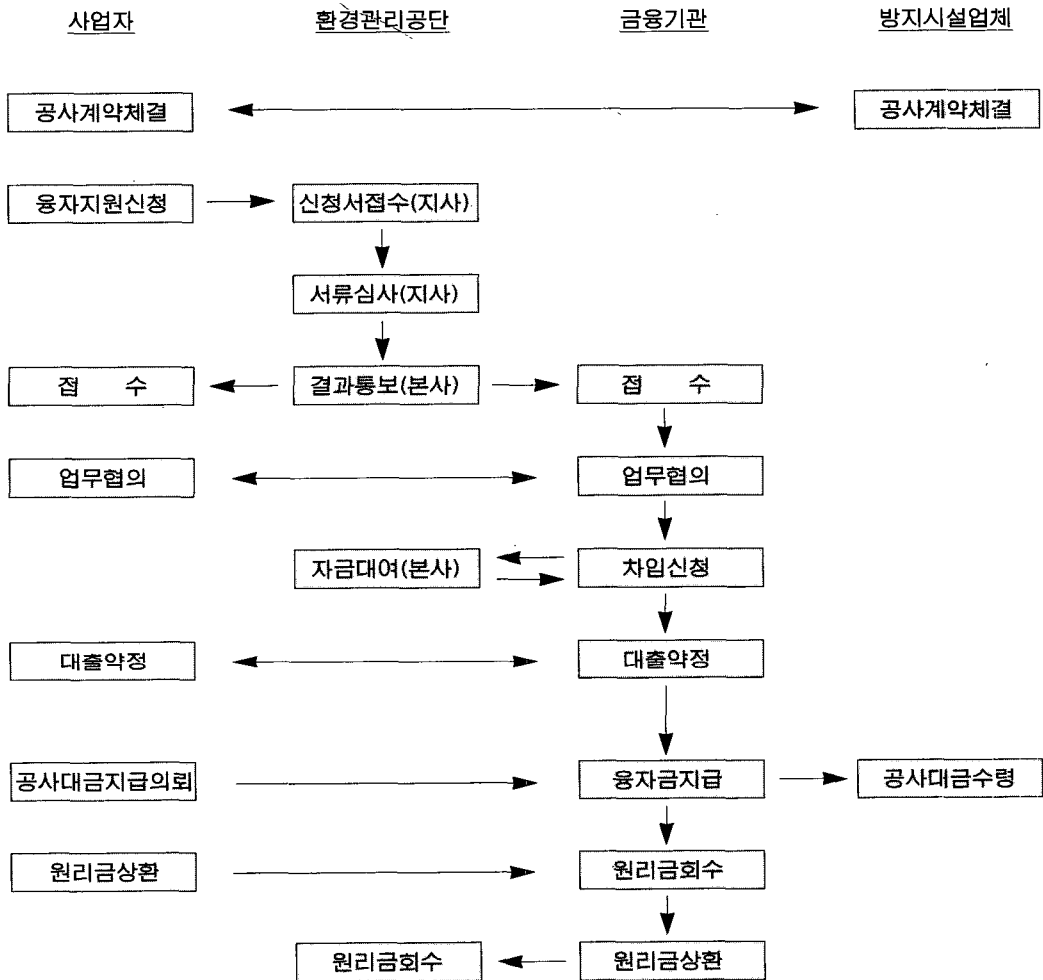 사업자 환경관리공단 금융기관 방지시설업체
공사계약체결 공사계약체결
융자지원신청 신청서접수(지사)
서류심사(지사)
접 수 결과통보(본사) 접 수
업무협의 업무협의
자금대여(본사) 차입신청
대출약정 대출약정
공사대금지급의뢰 융자금지급 공사대금수령
원리금상환 원리금회수
원리금회수 원리금상환